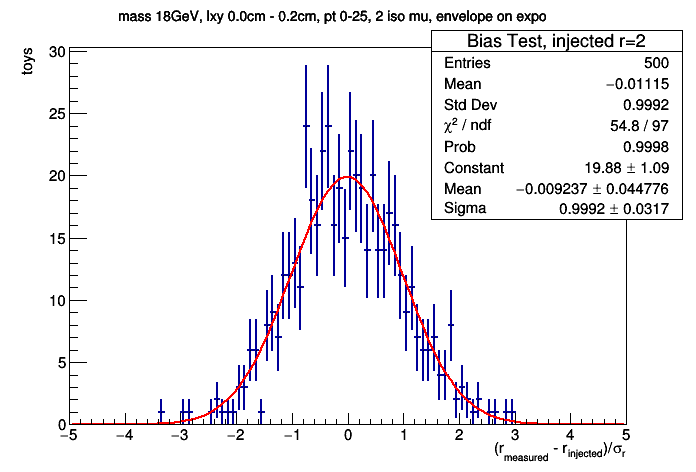 mass 18GeV, lxy 0.0cm - 0.2cm, pt 0-25, 2 iso mu, envelope on expo
Bias Test, injected r=2
Entries 500
Mean −0.01115
Std Dev 0.9992
χ² / ndf 54.8 / 97
Prob 0.9998
Constant 19.88 ± 1.09
Mean −0.009237 ± 0.044776
Sigma 0.9992 ± 0.0317
toys
30
25
20
15
10
5
0
−5 −4 −3 −2 −1 0 1 2 3 4 5
(r_measured - r_injected)/σ_r